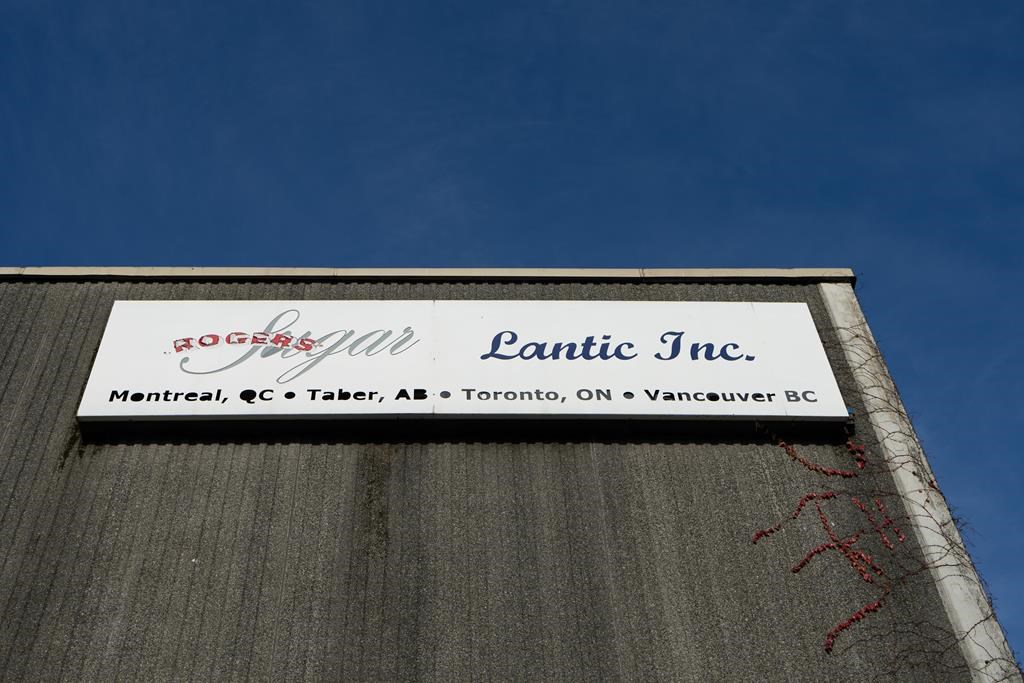 ROGERS Sugar
Lantic Inc.
Montreal, QC • Taber, AB • Toronto, ON • Vancouver BC